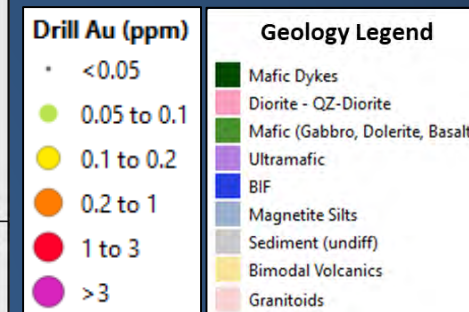 Drill Au (ppm)
<0.05
0.05 to 0.1
0.1 to 0.2
0.2 to 1
1 to 3
>3
Geology Legend
Mafic Dykes
Diorite - QZ-Diorite
Mafic (Gabbro, Dolerite, Basalt
Ultramafic
BIF
Magnetite Silts
Sediment (undiff)
Bimodal Volcanics
Granitoids